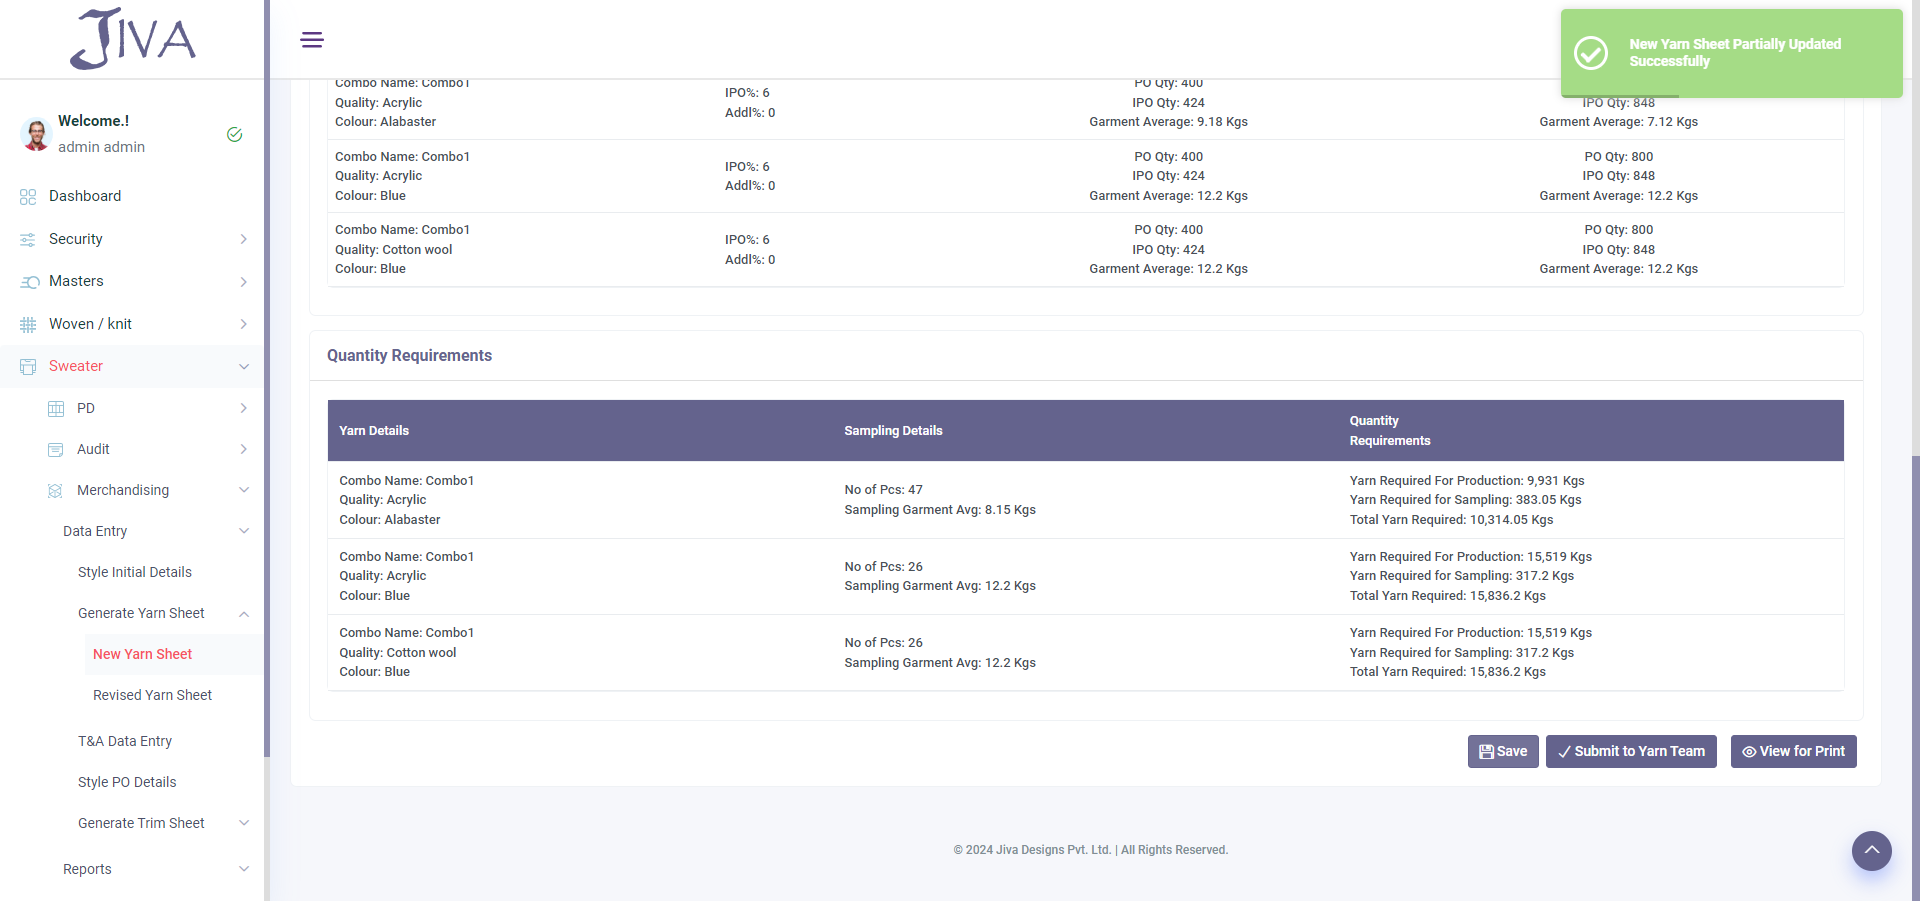 JIVA
New Yarn Sheet Partially Updated
Successfully
Welcome.!
admin admin
Dashboard
Security
Masters
Woven / knit
Sweater
PD
Audit
Merchandising
Data Entry
Style Initial Details
Generate Yarn Sheet
New Yarn Sheet
Revised Yarn Sheet
T&A Data Entry
Style PO Details
Generate Trim Sheet
Reports
Combo Name: Combo1
Quality: Acrylic
Colour: Alabaster
IPO%: 6
Addl%: 0
PO Qty: 400
IPO Qty: 424
Garment Average: 9.18 Kgs
IPO Qty: 848
Garment Average: 7.12 Kgs
Combo Name: Combo1
Quality: Acrylic
Colour: Blue
IPO%: 6
Addl%: 0
PO Qty: 400
IPO Qty: 424
Garment Average: 12.2 Kgs
PO Qty: 800
IPO Qty: 848
Garment Average: 12.2 Kgs
Combo Name: Combo1
Quality: Cotton wool
Colour: Blue
IPO%: 6
Addl%: 0
PO Qty: 400
IPO Qty: 424
Garment Average: 12.2 Kgs
PO Qty: 800
IPO Qty: 848
Garment Average: 12.2 Kgs
Quantity Requirements
Yarn Details
Sampling Details
Quantity
Requirements
Combo Name: Combo1
Quality: Acrylic
Colour: Alabaster
No of Pcs: 47
Sampling Garment Avg: 8.15 Kgs
Yarn Required For Production: 9,931 Kgs
Yarn Required for Sampling: 383.05 Kgs
Total Yarn Required: 10,314.05 Kgs
Combo Name: Combo1
Quality: Acrylic
Colour: Blue
No of Pcs: 26
Sampling Garment Avg: 12.2 Kgs
Yarn Required For Production: 15,519 Kgs
Yarn Required for Sampling: 317.2 Kgs
Total Yarn Required: 15,836.2 Kgs
Combo Name: Combo1
Quality: Cotton wool
Colour: Blue
No of Pcs: 26
Sampling Garment Avg: 12.2 Kgs
Yarn Required For Production: 15,519 Kgs
Yarn Required for Sampling: 317.2 Kgs
Total Yarn Required: 15,836.2 Kgs
Save
Submit to Yarn Team
View for Print
© 2024 Jiva Designs Pvt. Ltd. | All Rights Reserved.